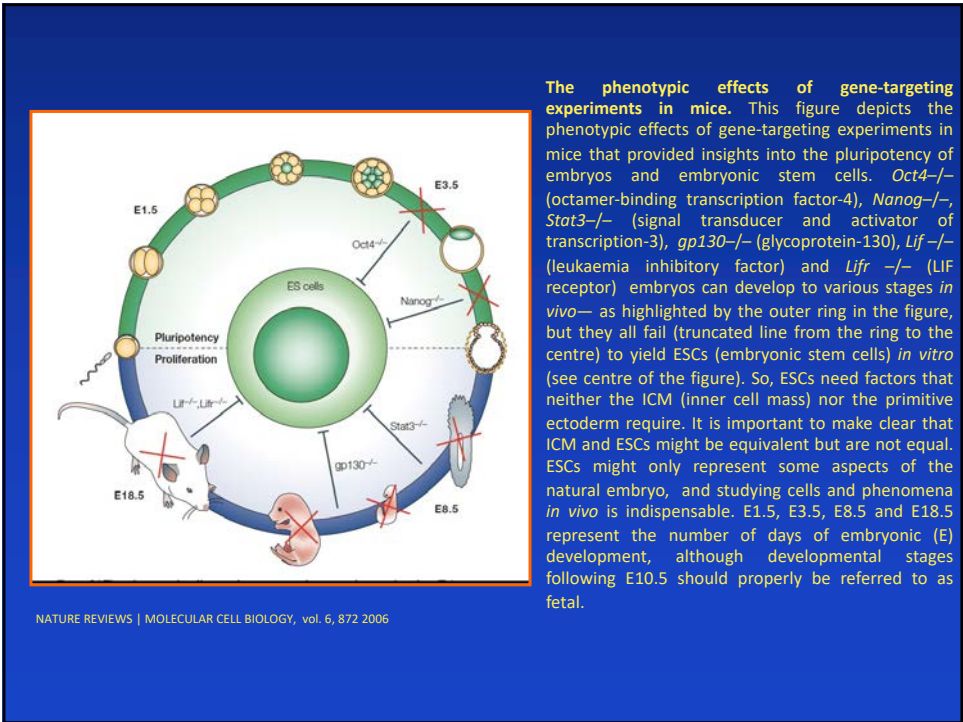 E3.5
E1.5
Oct4–/–
ES cells
Nanog–/–
Pluripotency
Proliferation
Lif–/–,Lifr–/–
Stat3–/–
gp130–/–
E18.5
E8.5
The phenotypic effects of gene-targeting
experiments in mice. This figure depicts the
phenotypic effects of gene-targeting experiments in
mice that provided insights into the pluripotency of
embryos and embryonic stem cells. Oct4–/–
(octamer-binding transcription factor-4), Nanog–/–,
Stat3–/– (signal transducer and activator of
transcription-3), gp130–/– (glycoprotein-130), Lif –/–
(leukaemia inhibitory factor) and Lifr –/– (LIF
receptor) embryos can develop to various stages in
vivo— as highlighted by the outer ring in the figure,
but they all fail (truncated line from the ring to the
centre) to yield ESCs (embryonic stem cells) in vitro
(see centre of the figure). So, ESCs need factors that
neither the ICM (inner cell mass) nor the primitive
ectoderm require. It is important to make clear that
ICM and ESCs might be equivalent but are not equal.
ESCs might only represent some aspects of the
natural embryo, and studying cells and phenomena
in vivo is indispensable. E1.5, E3.5, E8.5 and E18.5
represent the number of days of embryonic (E)
development, although developmental stages
following E10.5 should properly be referred to as
fetal.
NATURE REVIEWS | MOLECULAR CELL BIOLOGY, vol. 6, 872 2006